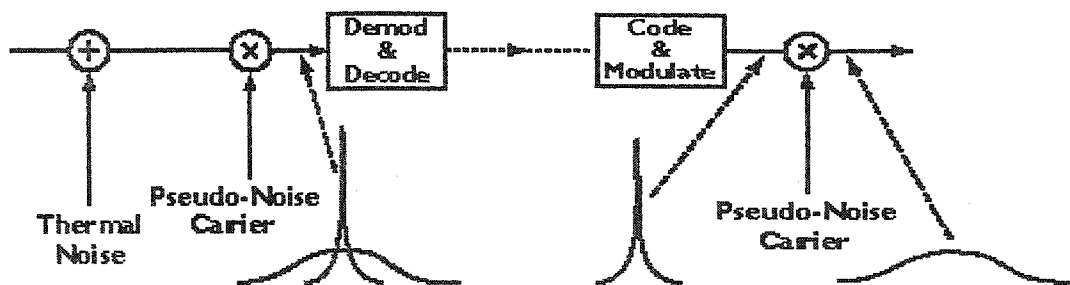 Demod
&
Decode
Code
&
Modulate
Thermal
Noise
Pseudo-Noise
Carrier
Pseudo-Noise
Carrier